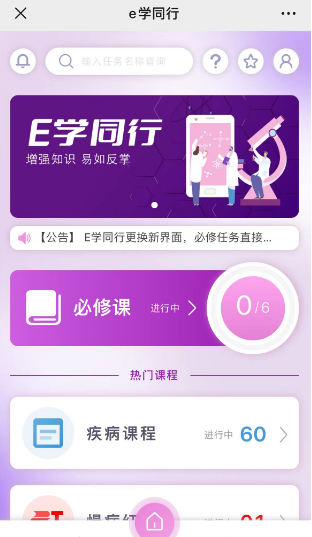 e学同行
输入任务名称查询
E学同行
增强知识 易如反掌
【公告】 E学同行更换新界面，必修任务直接...
必修课
进行中
0/6
热门课程
疾病课程
进行中 60